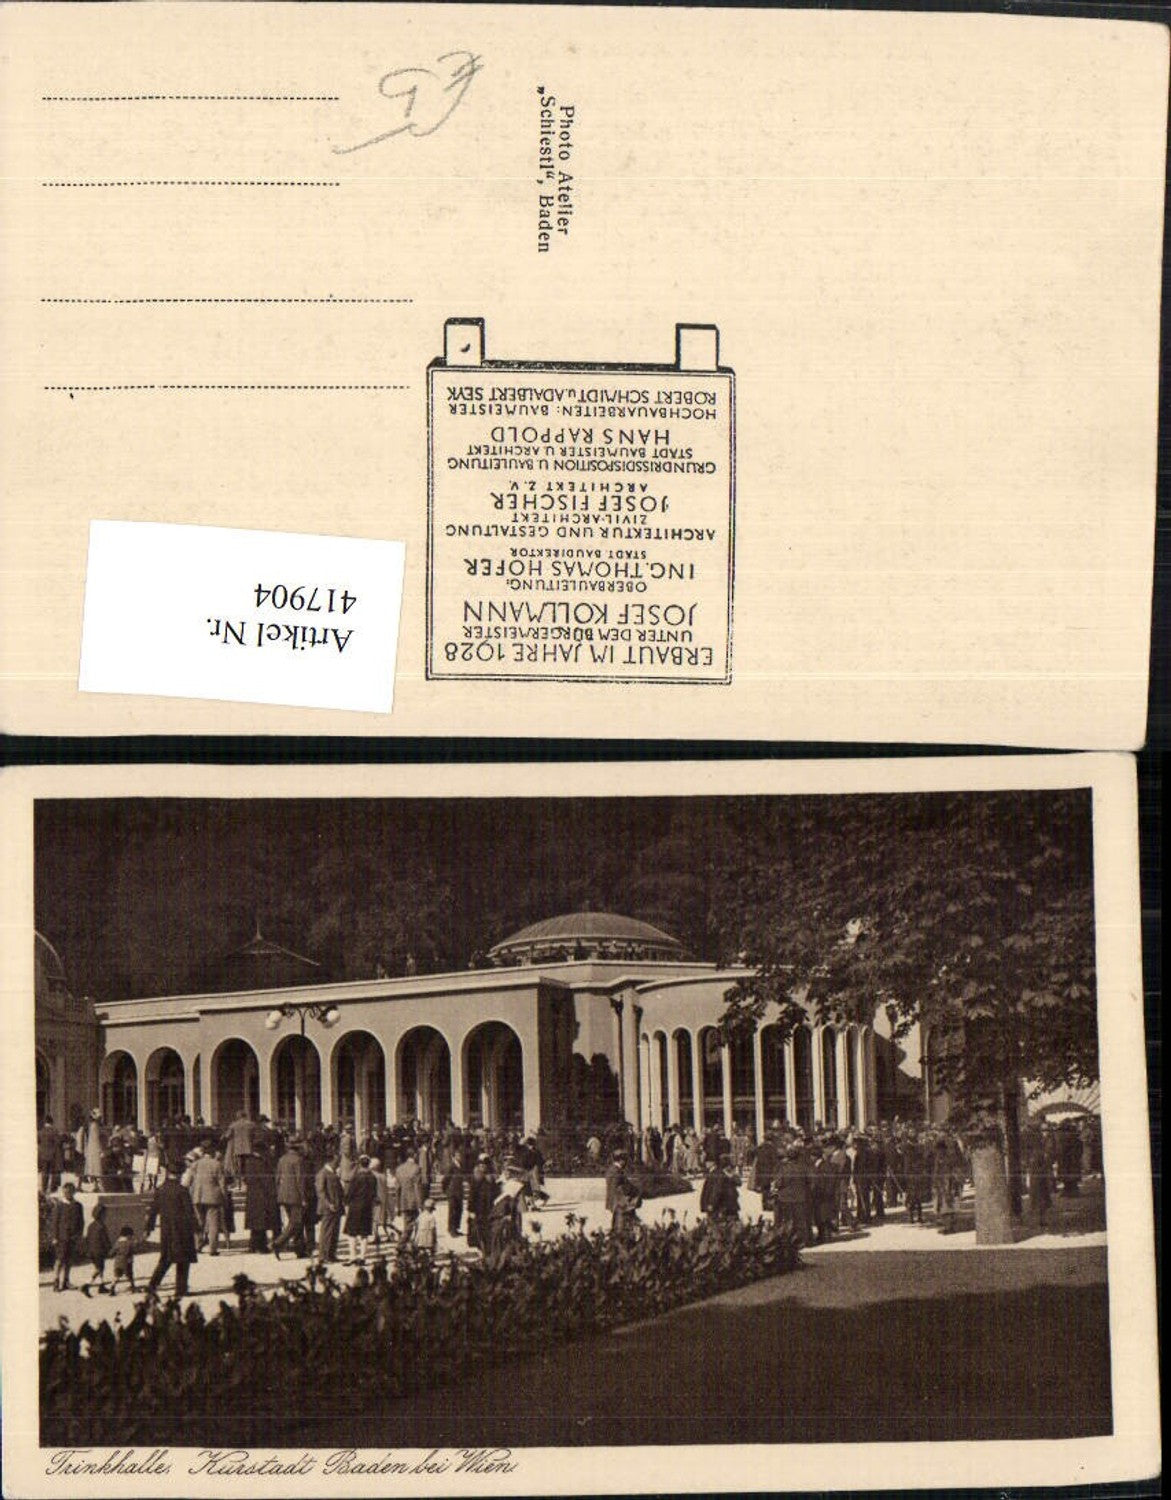 Photo Atelier
„Schiestl“, Baden
ERBAUT IM JAHRE 1928
UNTER DEM BÜRGERMEISTER
JOSEF KOLLMANN
OBERBAULEITUNG:
ING. THOMAS HOFER
STADT BAUDIREKTOR
ARCHITEKTUR UND GESTALTUNG
ZIVIL-ARCHITEKT
JOSEF FISCHER
ARCHITEKT Z.V.
GRUNDRISSDISPOSITION U BAULEITUNG
STADT BAUMEISTER U ARCHITEKT
HANS RAPPOLD
HOCHBAUARBEITEN: BAUMEISTER
ROBERT SCHMIDT u. ADALBERT SEYK
Artikel Nr.
417904
Trinkhalle. Kurstadt Baden bei Wien.